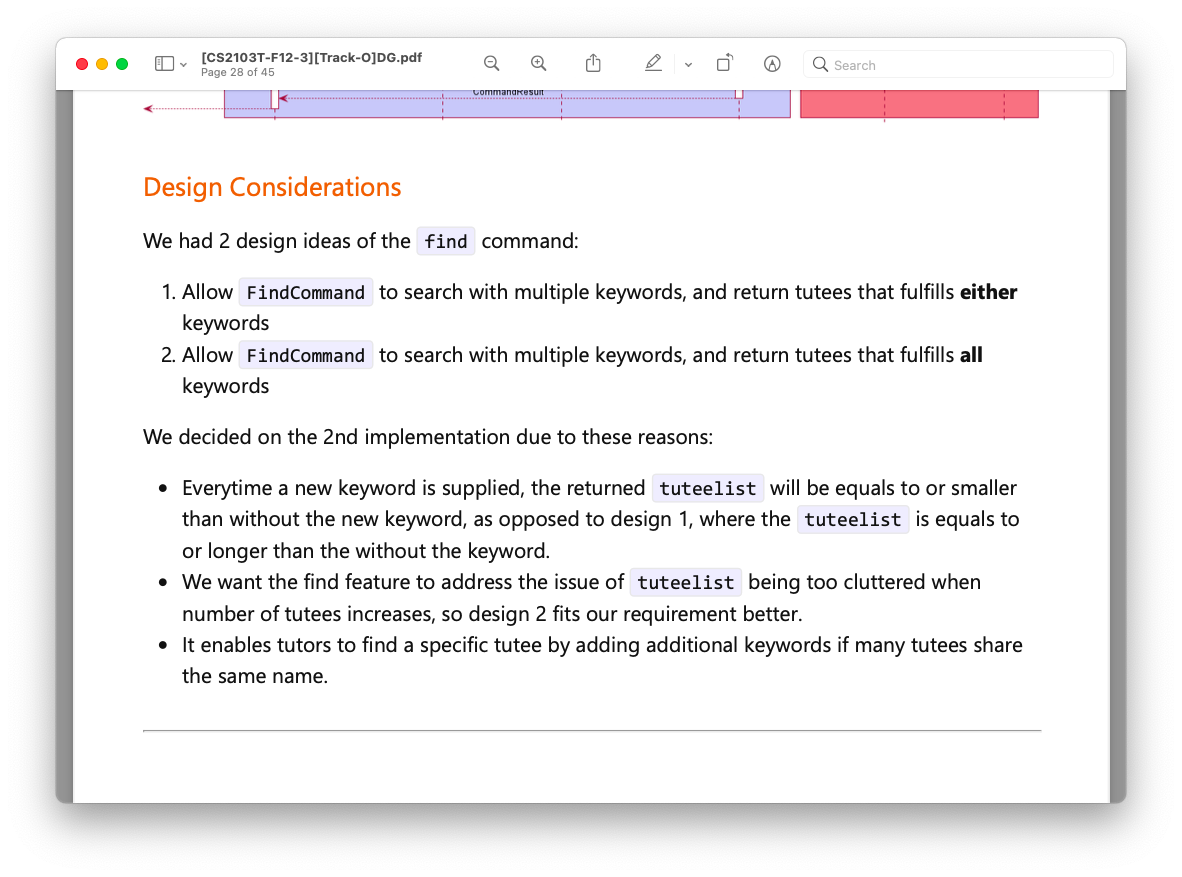 [CS2103T-F12-3][Track-O]DG.pdf
Page 28 of 45
Search
CommandResult
Design Considerations
We had 2 design ideas of the find command:
1. Allow FindCommand to search with multiple keywords, and return tutees that fulfills either
keywords
2. Allow FindCommand to search with multiple keywords, and return tutees that fulfills all
keywords
We decided on the 2nd implementation due to these reasons:
• Everytime a new keyword is supplied, the returned tuteelist will be equals to or smaller
than without the new keyword, as opposed to design 1, where the tuteelist is equals to
or longer than the without the keyword.
• We want the find feature to address the issue of tuteelist being too cluttered when
number of tutees increases, so design 2 fits our requirement better.
• It enables tutors to find a specific tutee by adding additional keywords if many tutees share
the same name.